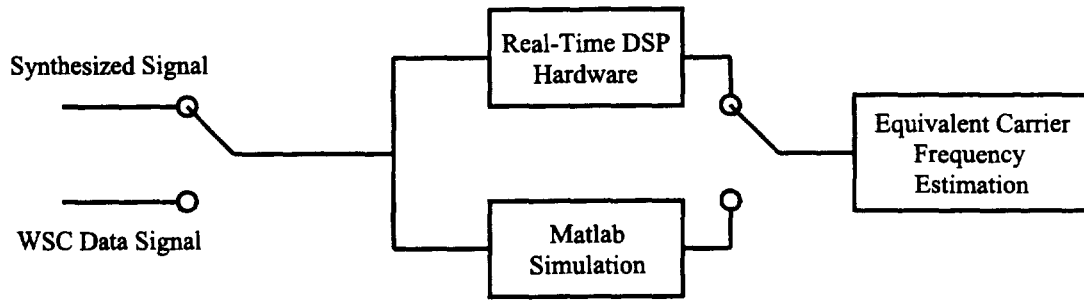 Synthesized Signal
WSC Data Signal
Real-Time DSP
Hardware
Matlab
Simulation
Equivalent Carrier
Frequency
Estimation